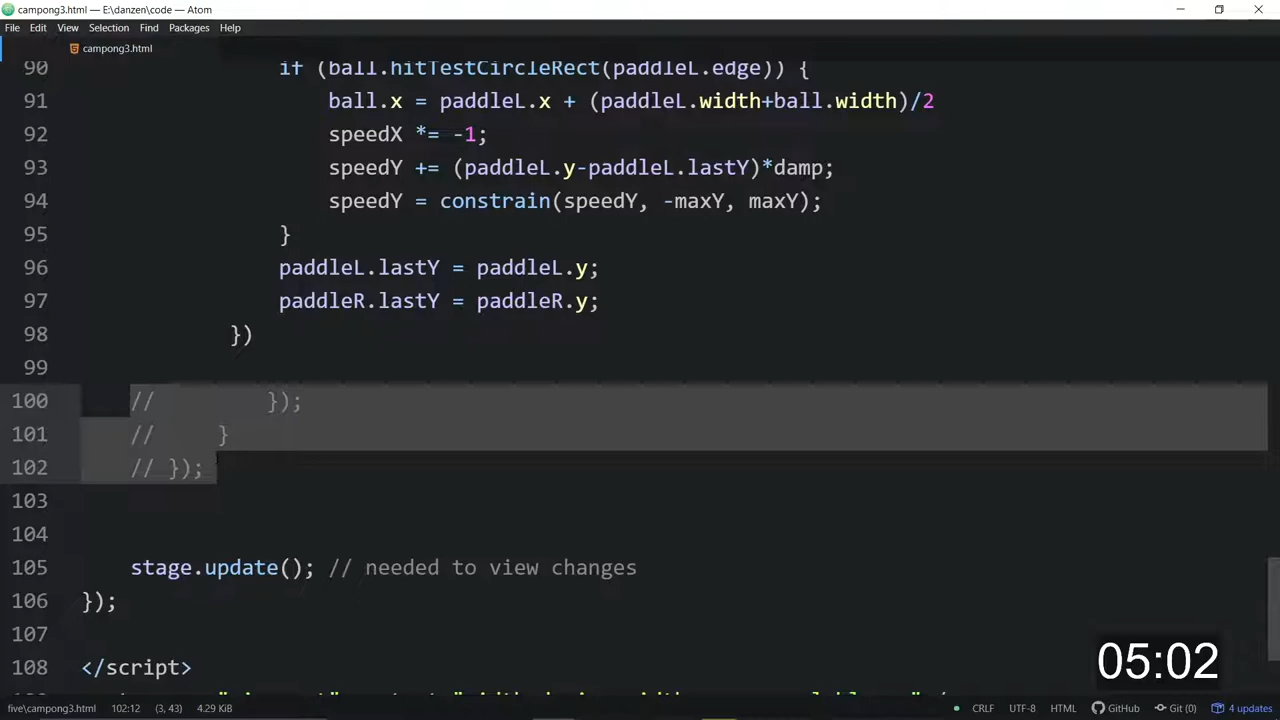 campong3.html — E:\danzen\code — Atom
File Edit View Selection Find Packages Help
campong3.html
90 if (ball.hitTestCircleRect(paddleL.edge)) {
91 ball.x = paddleL.x + (paddleL.width+ball.width)/2
92 speedX *= -1;
93 speedY += (paddleL.y-paddleL.lastY)*damp;
94 speedY = constrain(speedY, -maxY, maxY);
95 }
96 paddleL.lastY = paddleL.y;
97 paddleR.lastY = paddleR.y;
98 })
99
100 // });
101 // }
102 // });
103
104
105 stage.update(); // needed to view changes
106 });
107
108 </script>
05:02
five\campong3.html 102:12 (3, 43) 4.29 KiB CRLF UTF-8 HTML GitHub Git (0) 4 updates